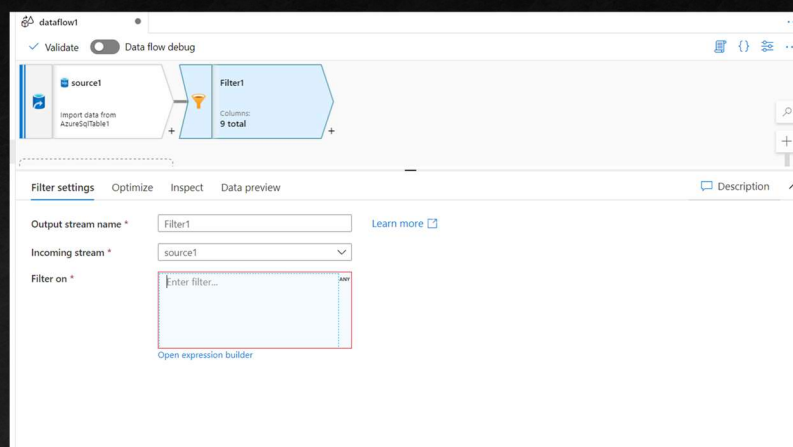 dataflow1
Validate
Data flow debug
source1
Import data from
AzureSqlTable1
+
Filter1
Columns:
9 total
+
Filter settings
Optimize
Inspect
Data preview
Description
Output stream name *
Filter1
Learn more
Incoming stream *
source1
Filter on *
Enter filter...
ANY
Open expression builder